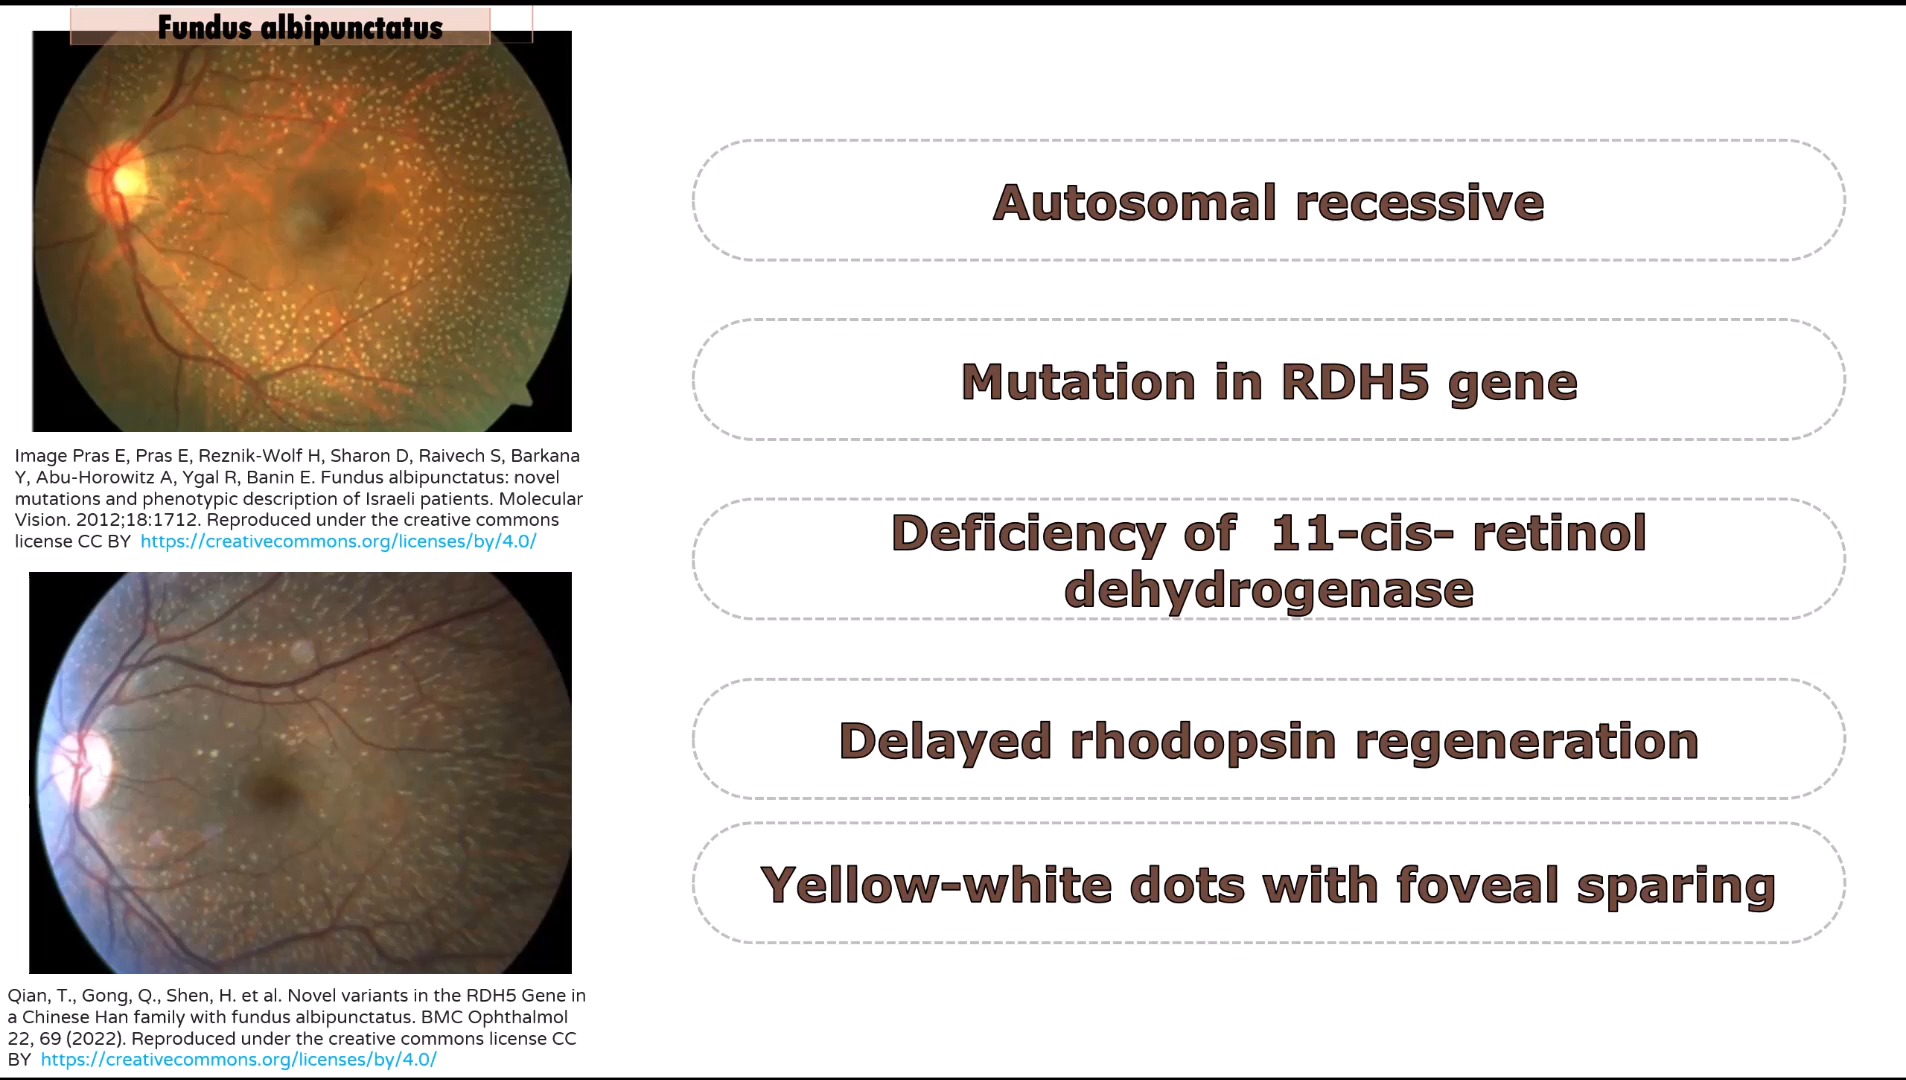 Fundus albipunctatus
Image Pras E, Pras E, Reznik-Wolf H, Sharon D, Raivech S, Barkana
Y, Abu-Horowitz A, Ygal R, Banin E. Fundus albipunctatus: novel
mutations and phenotypic description of Israeli patients. Molecular
Vision. 2012;18:1712. Reproduced under the creative commons
license CC BY https://creativecommons.org/licenses/by/4.0/
Qian, T., Gong, Q., Shen, H. et al. Novel variants in the RDH5 Gene in
a Chinese Han family with fundus albipunctatus. BMC Ophthalmol
22, 69 (2022). Reproduced under the creative commons license CC
BY https://creativecommons.org/licenses/by/4.0/
Autosomal recessive
Mutation in RDH5 gene
Deficiency of 11-cis- retinol
dehydrogenase
Delayed rhodopsin regeneration
Yellow-white dots with foveal sparing